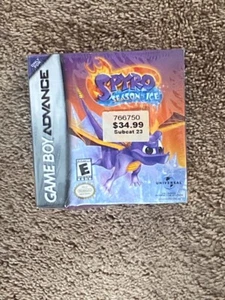 GAME BOY ADVANCE
SPYRO
SEASON OF ICE
766750
$34.99
Subcat 23
E
UNIVERSAL